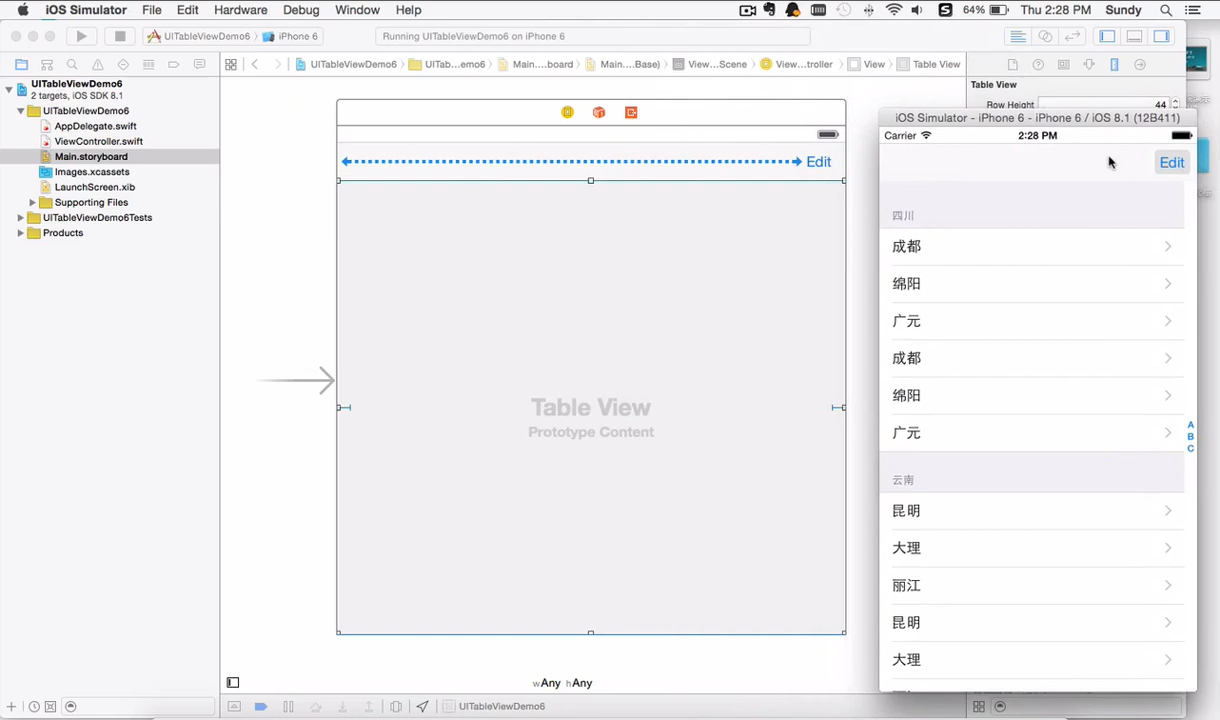 iOS Simulator File Edit Hardware Debug Window Help 64% Thu 2:28 PM Sundy
UITableViewDemo6 iPhone 6 Running UITableViewDemo6 on iPhone 6
UITableViewDemo6 UITab...emo6 Main....board Main....Base) View...Scene View...troller View Table View
UITableViewDemo6
2 targets, iOS SDK 8.1
UITableViewDemo6
AppDelegate.swift
ViewController.swift
Main.storyboard
Images.xcassets
LaunchScreen.xib
Supporting Files
UITableViewDemo6Tests
Products
Edit
Table View
Prototype Content
wAny hAny
UITableViewDemo6
Table View
Row Height 44
iOS Simulator - iPhone 6 - iPhone 6 / iOS 8.1 (12B411)
Carrier 2:28 PM
Edit
四川
成都
绵阳
广元
成都
绵阳
广元
A
B
C
云南
昆明
大理
丽江
昆明
大理